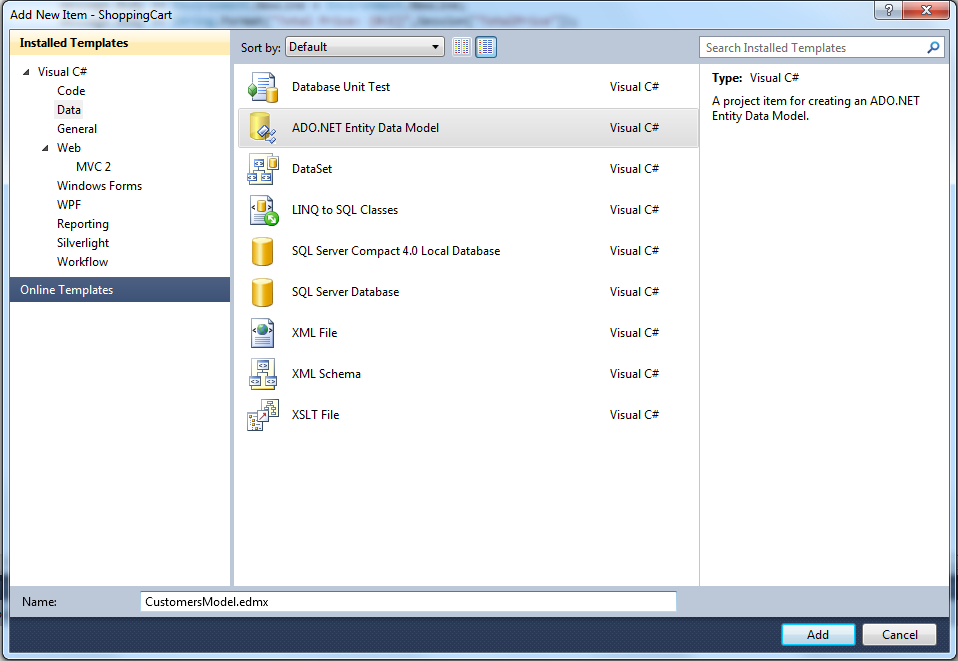 Add New Item - ShoppingCart
Installed Templates
Sort by: Default
Search Installed Templates
Visual C#
Code
Data
General
Web
MVC 2
Windows Forms
WPF
Reporting
Silverlight
Workflow
Online Templates
Database Unit Test Visual C#
ADO.NET Entity Data Model Visual C#
DataSet Visual C#
LINQ to SQL Classes Visual C#
SQL Server Compact 4.0 Local Database Visual C#
SQL Server Database Visual C#
XML File Visual C#
XML Schema Visual C#
XSLT File Visual C#
Type: Visual C#
A project item for creating an ADO.NET
Entity Data Model.
Name: CustomersModel.edmx
Add Cancel